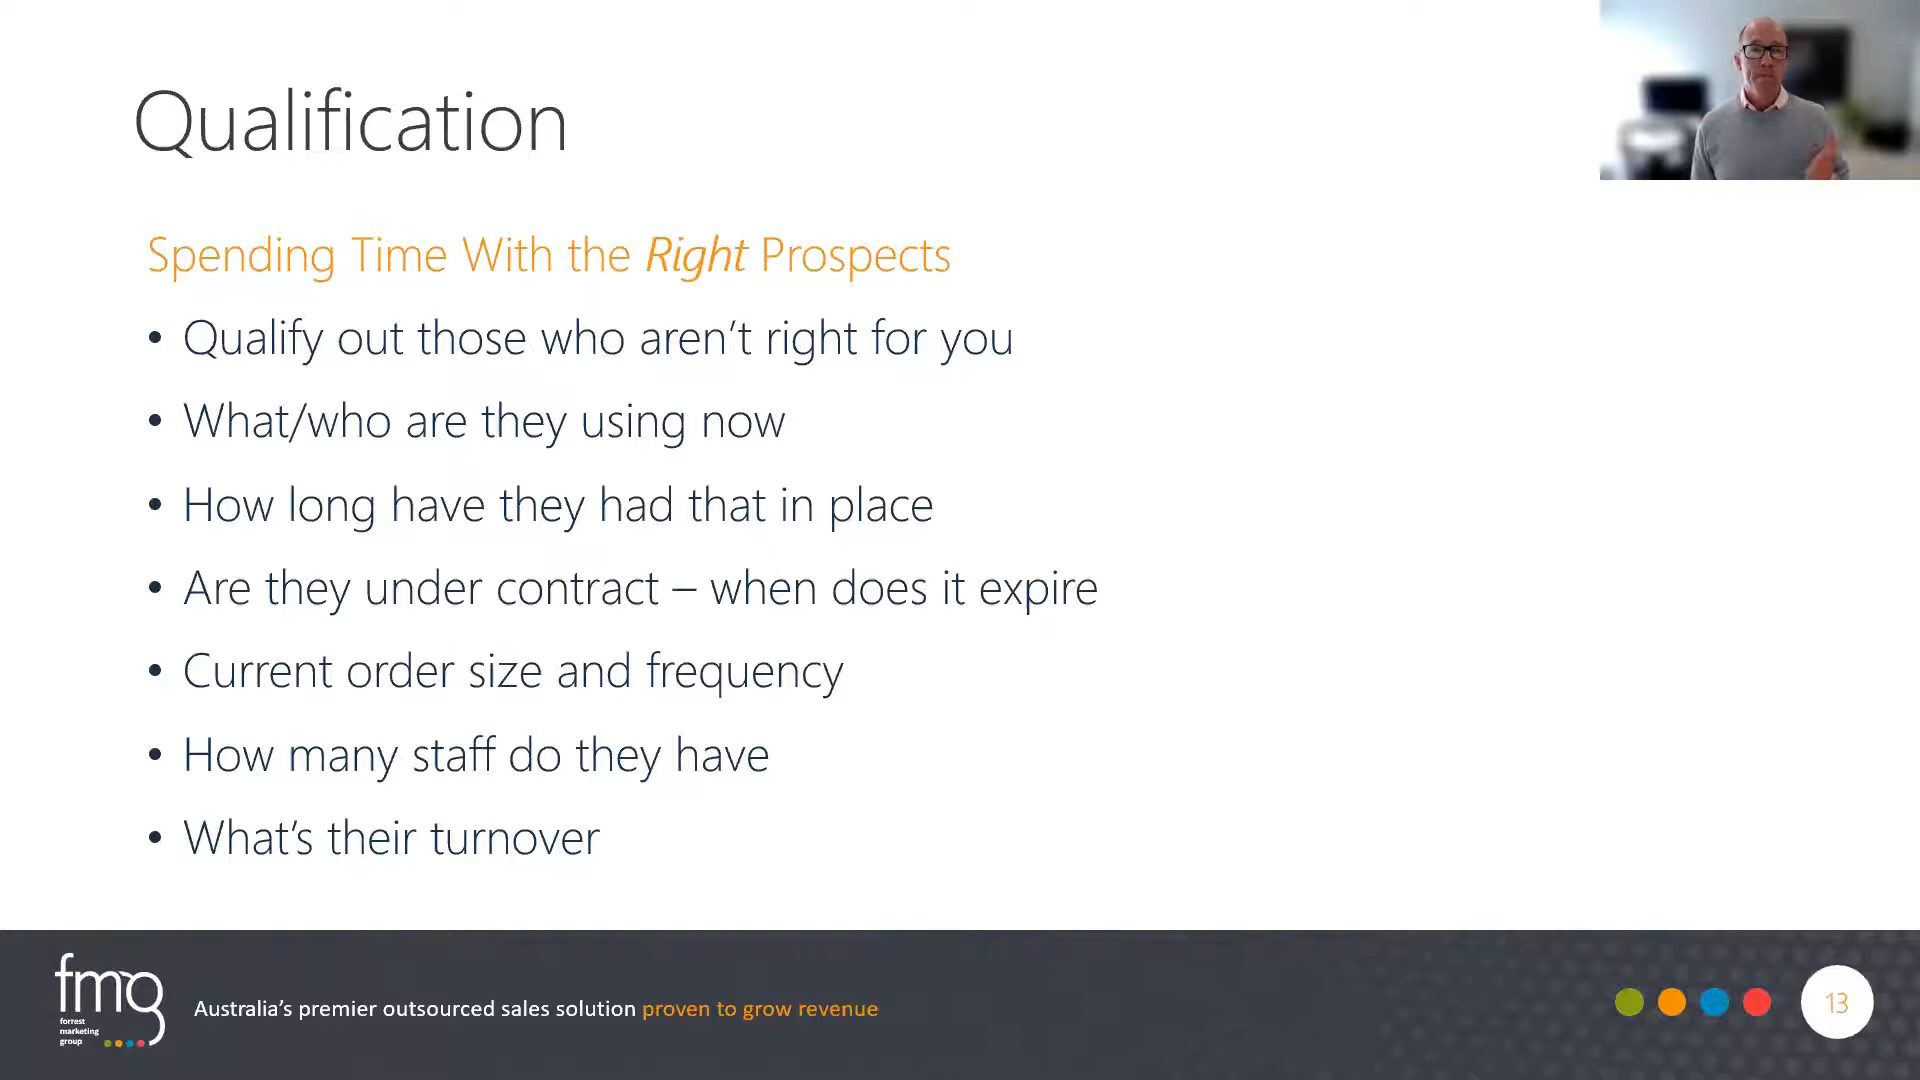 Qualification
Spending Time With the Right Prospects
• Qualify out those who aren’t right for you
• What/who are they using now
• How long have they had that in place
• Are they under contract – when does it expire
• Current order size and frequency
• How many staff do they have
• What’s their turnover
fmg
forrest
marketing
group
Australia’s premier outsourced sales solution proven to grow revenue
13